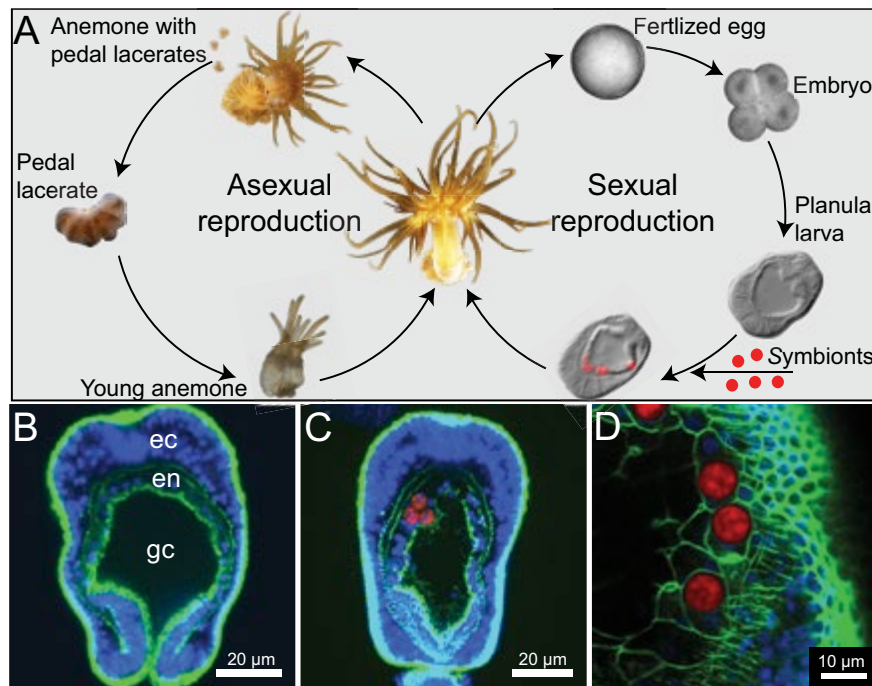 A
Anemone with
pedal lacerates
Fertlized egg
Embryo
Pedal
lacerate
Asexual
reproduction
Sexual
reproduction
Planula
larva
Symbionts
Young anemone
B
ec
en
gc
20 µm
C
20 µm
D
10 µm